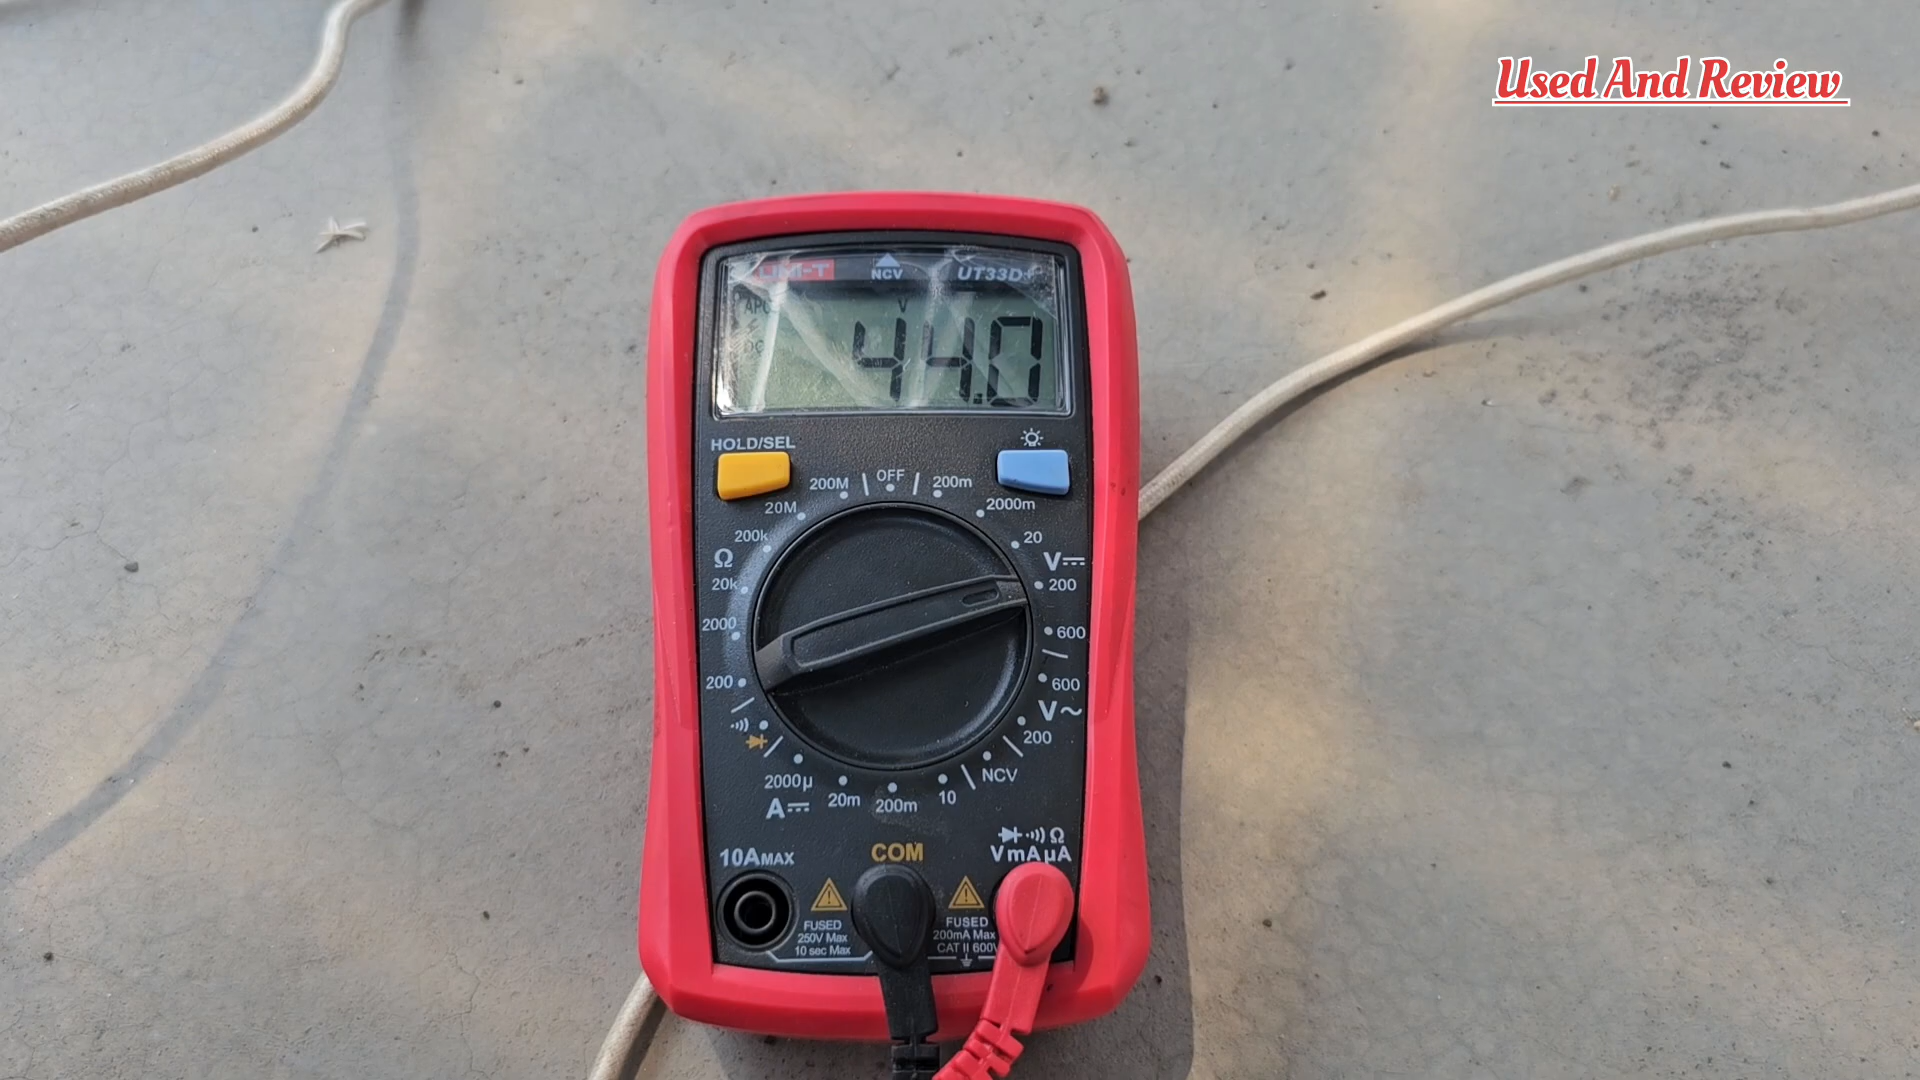 Used And Review
UNI-T NCV UT33D+
APO V
DC
44.0
HOLD/SEL
200M OFF 200m
20M 2000m
200k 20
Ω V
20k 200
2000 600
200 600
V~
200
2000µ 20m 200m 10 NCV
A
10AMAX COM VmAµA
Ω
FUSED
250V Max
10 sec Max
FUSED
200mA Max
CAT II 600V